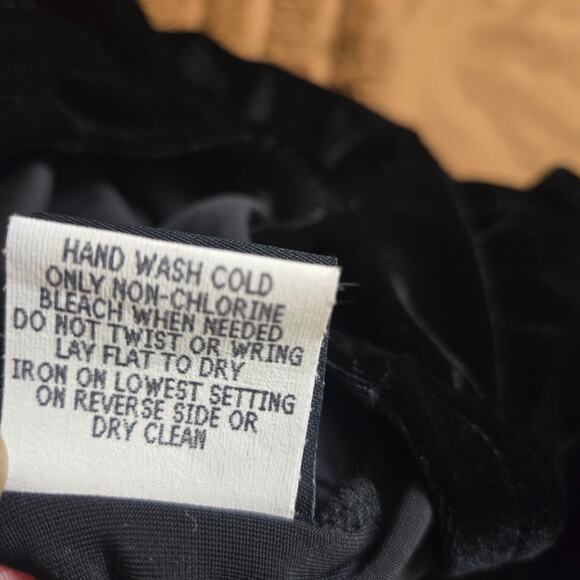 HAND WASH COLD
ONLY NON-CHLORINE
BLEACH WHEN NEEDED
DO NOT TWIST OR WRING
LAY FLAT TO DRY
IRON ON LOWEST SETTING
ON REVERSE SIDE OR
DRY CLEAN